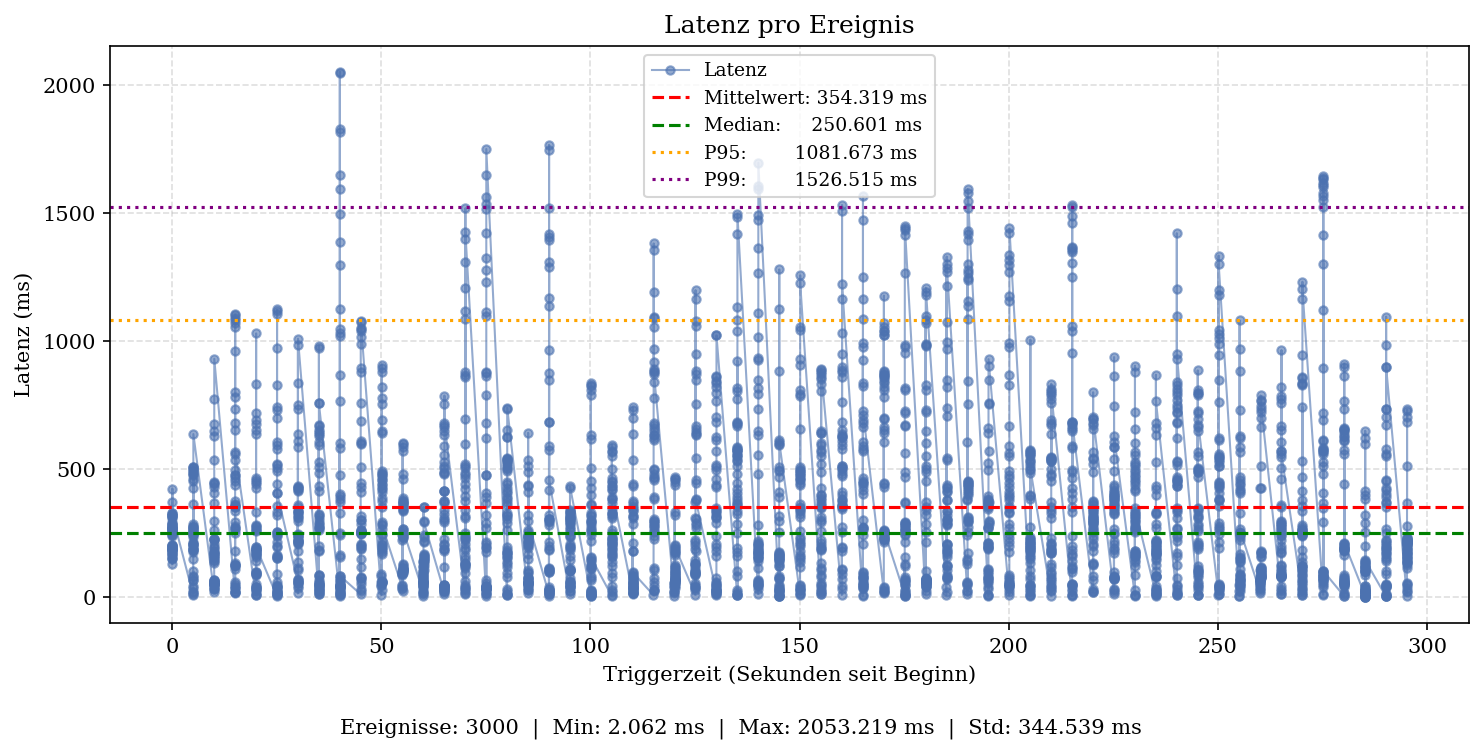 Latenz pro Ereignis
Latenz
Mittelwert: 354.319 ms
Median: 250.601 ms
P95: 1081.673 ms
P99: 1526.515 ms
Latenz (ms)
2000
1500
1000
500
0
0 50 100 150 200 250 300
Triggerzeit (Sekunden seit Beginn)
Ereignisse: 3000 | Min: 2.062 ms | Max: 2053.219 ms | Std: 344.539 ms